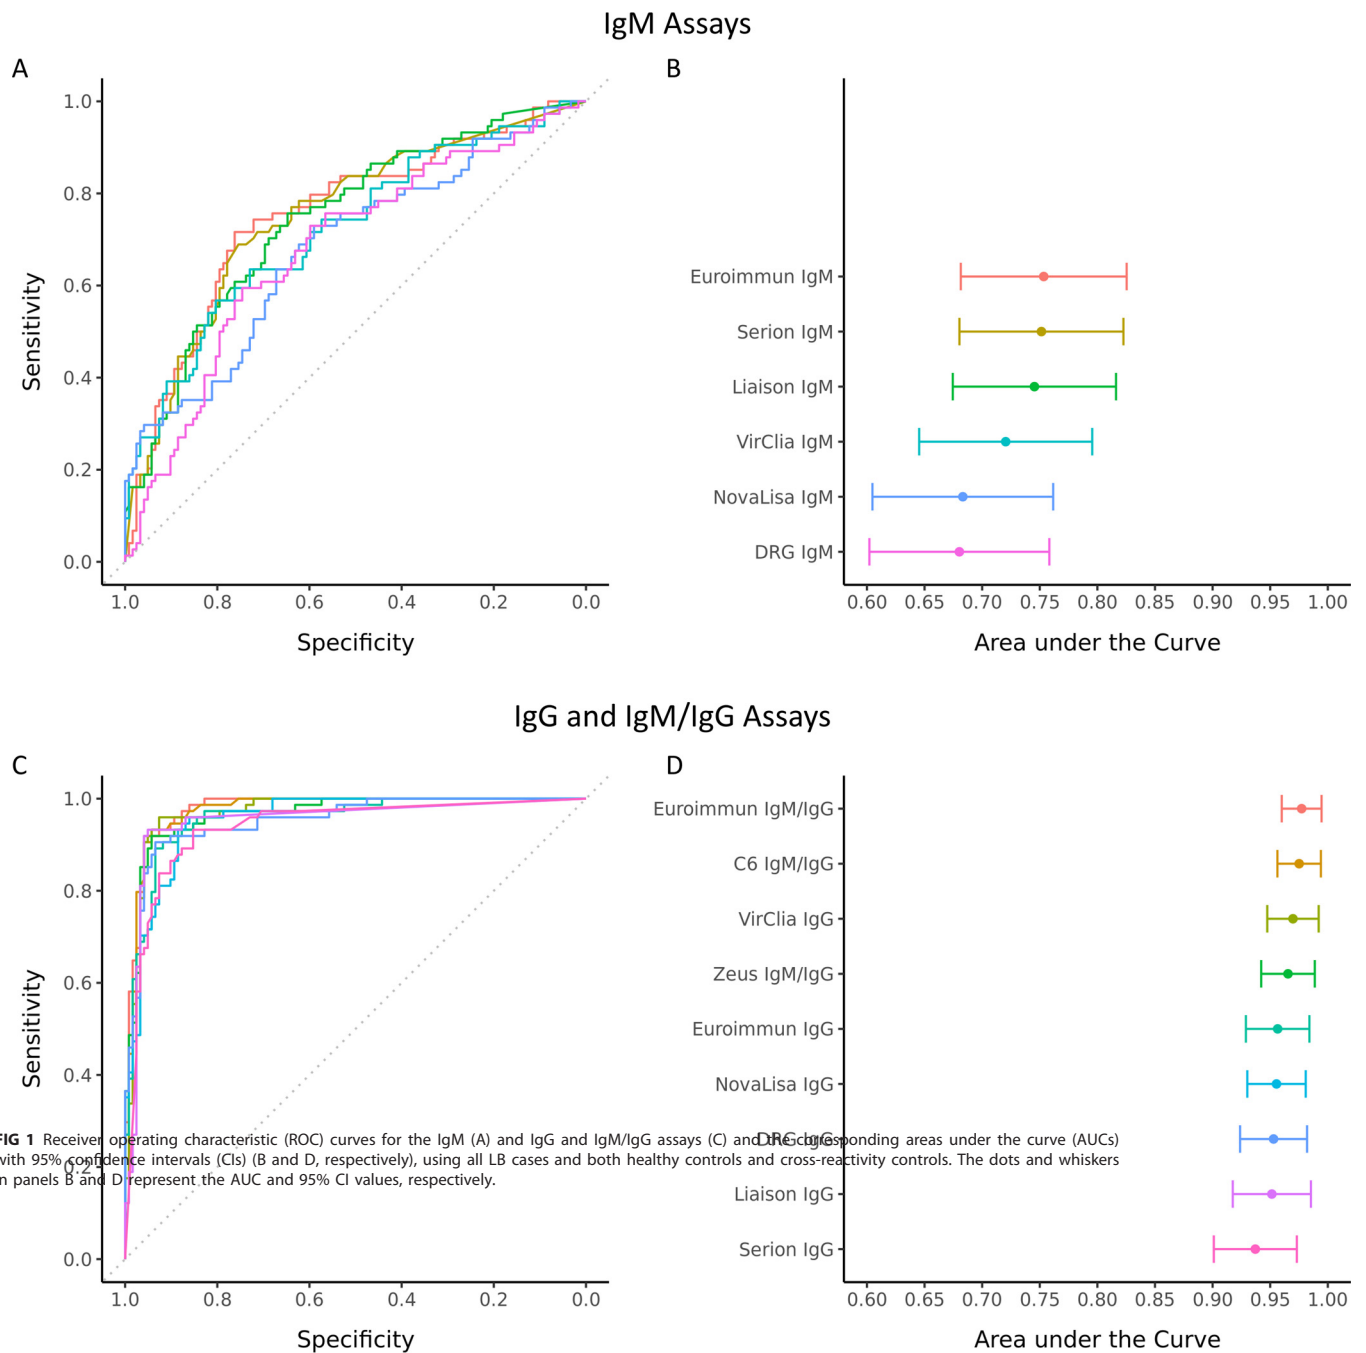 IgM Assays
A
B
Sensitivity
1.0
0.8
0.6
0.4
0.2
0.0
1.0 0.8 0.6 0.4 0.2 0.0
Specificity
Euroimmun IgM
Serion IgM
Liaison IgM
VirClia IgM
NovaLisa IgM
DRG IgM
0.60 0.65 0.70 0.75 0.80 0.85 0.90 0.95 1.00
Area under the Curve
IgG and IgM/IgG Assays
C
D
Sensitivity
1.0
0.8
0.6
0.4
0.2
0.0
1.0 0.8 0.6 0.4 0.2 0.0
Specificity
Euroimmun IgM/IgG
C6 IgM/IgG
VirClia IgG
Zeus IgM/IgG
Euroimmun IgG
NovaLisa IgG
DRG IgG
Liaison IgG
Serion IgG
0.60 0.65 0.70 0.75 0.80 0.85 0.90 0.95 1.00
Area under the Curve
FIG 1 Receiver operating characteristic (ROC) curves for the IgM (A) and IgG and IgM/IgG assays (C) and the corresponding areas under the curve (AUCs)
with 95% confidence intervals (CIs) (B and D, respectively), using all LB cases and both healthy controls and cross-reactivity controls. The dots and whiskers
in panels B and D represent the AUC and 95% CI values, respectively.